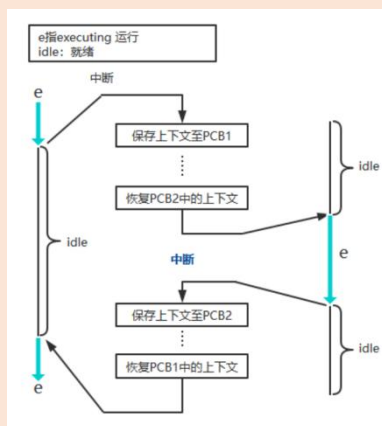 e指executing 运行
idle：就绪
中断
e
保存上下文至PCB1
idle
恢复PCB2中的上下文
idle
e
中断
保存上下文至PCB2
idle
恢复PCB1中的上下文
e